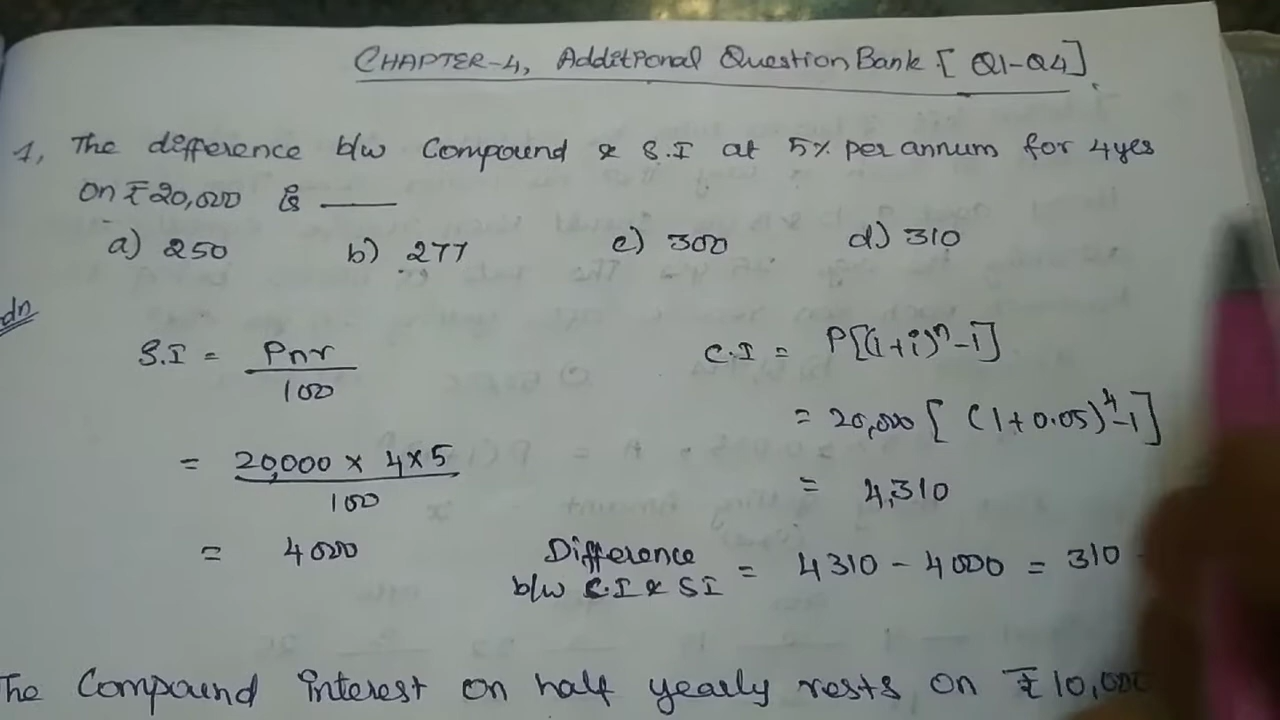 CHAPTER-4, Additional Question Bank [Q1-Q4].
1, The difference b/w Compound & S.I at 5% per annum for 4yes
on ₹20,000 is ____
a) 250 b) 277 c) 300 d) 310
S.I = Pnr/100
C.I = P[(1+i)^n-1]
= 20,000 × 4×5/100
= 20,000 [(1+0.05)^4-1]
= 4000
= 4,310
Difference b/w C.I & SI = 4310 - 4000 = 310
The Compound interest on half yearly rests on ₹10,000